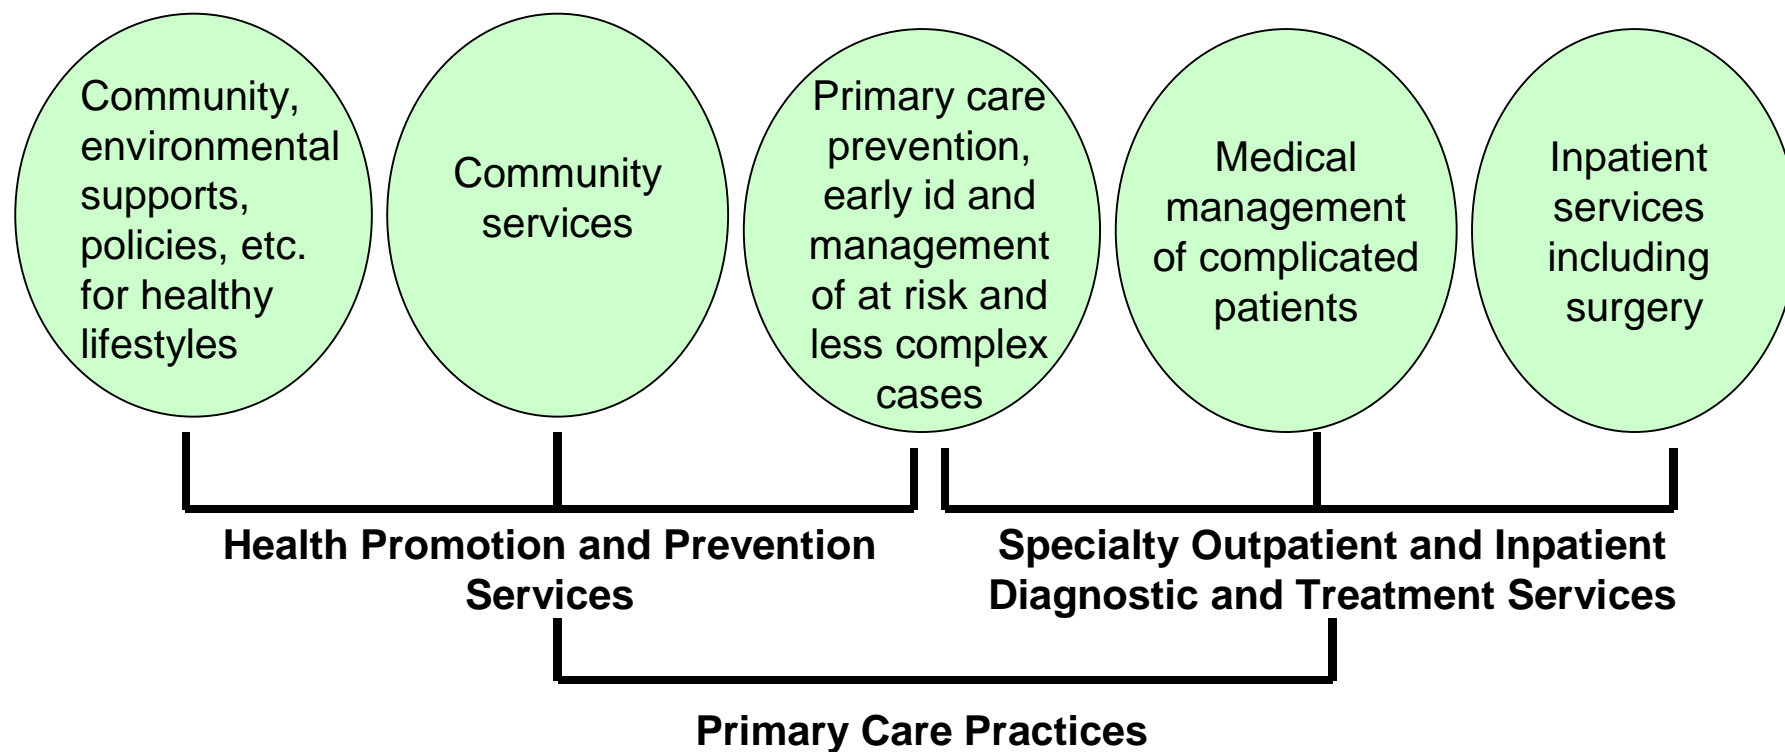 Community,
environmental
supports,
policies, etc.
for healthy
lifestyles
Community
services
Primary care
prevention,
early id and
management
of at risk and
less complex
cases
Medical
management
of complicated
patients
Inpatient
services
including
surgery
Health Promotion and Prevention
Services
Specialty Outpatient and Inpatient
Diagnostic and Treatment Services
Primary Care Practices